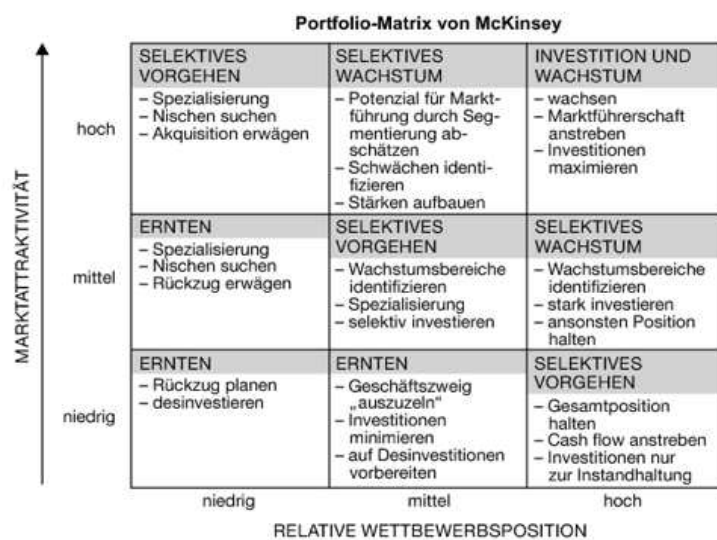 Portfolio-Matrix von McKinsey
MARKTATTRAKTIVITÄT
hoch
SELEKTIVES
VORGEHEN
– Spezialisierung
– Nischen suchen
– Akquisition erwägen
SELEKTIVES
WACHSTUM
– Potenzial für Markt-
führung durch Seg-
mentierung ab-
schätzen
– Schwächen identi-
fizieren
– Stärken aufbauen
INVESTITION UND
WACHSTUM
– wachsen
– Marktführerschaft
anstreben
– Investitionen
maximieren
mittel
ERNTEN
– Spezialisierung
– Nischen suchen
– Rückzug erwägen
SELEKTIVES
VORGEHEN
– Wachstumsbereiche
identifizieren
– Spezialisierung
– selektiv investieren
SELEKTIVES
WACHSTUM
– Wachstumsbereiche
identifizieren
– stark investieren
– ansonsten Position
halten
niedrig
ERNTEN
– Rückzug planen
– desinvestieren
ERNTEN
– Geschäftszweig
„auszuzeln“
– Investitionen
minimieren
– auf Desinvestitionen
vorbereiten
SELEKTIVES
VORGEHEN
– Gesamtposition
halten
– Cash flow anstreben
– Investitionen nur
zur Instandhaltung
niedrig
mittel
hoch
RELATIVE WETTBEWERBSPOSITION